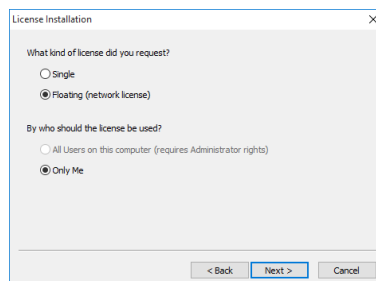 License Installation
What kind of license did you request?
Single
Floating (network license)
By who should the license be used?
All Users on this computer (requires Administrator rights)
Only Me
< Back Next > Cancel